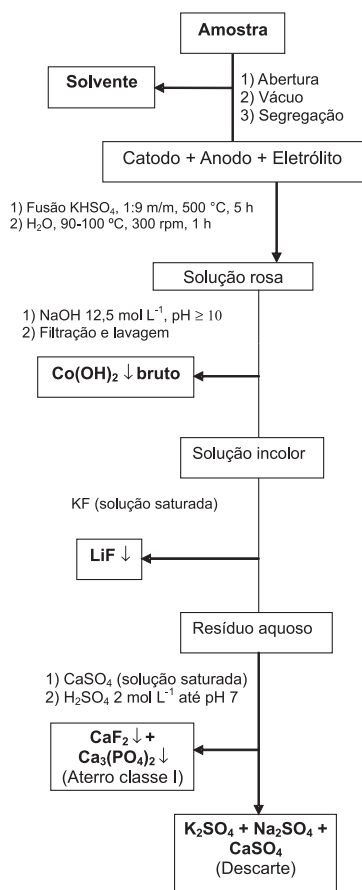 Amostra
Solvente
1) Abertura
2) Vácuo
3) Segregação
Catodo + Anodo + Eletrólito
1) Fusão KHSO₄, 1:9 m/m, 500 °C, 5 h
2) H₂O, 90-100 ºC, 300 rpm, 1 h
Solução rosa
1) NaOH 12,5 mol L⁻¹, pH ≥ 10
2) Filtração e lavagem
Co(OH)₂ ↓ bruto
Solução incolor
KF (solução saturada)
LiF ↓
Resíduo aquoso
1) CaSO₄ (solução saturada)
2) H₂SO₄ 2 mol L⁻¹ até pH 7
CaF₂ ↓ +
Ca₃(PO₄)₂ ↓
(Aterro classe I)
K₂SO₄ + Na₂SO₄ +
CaSO₄
(Descarte)